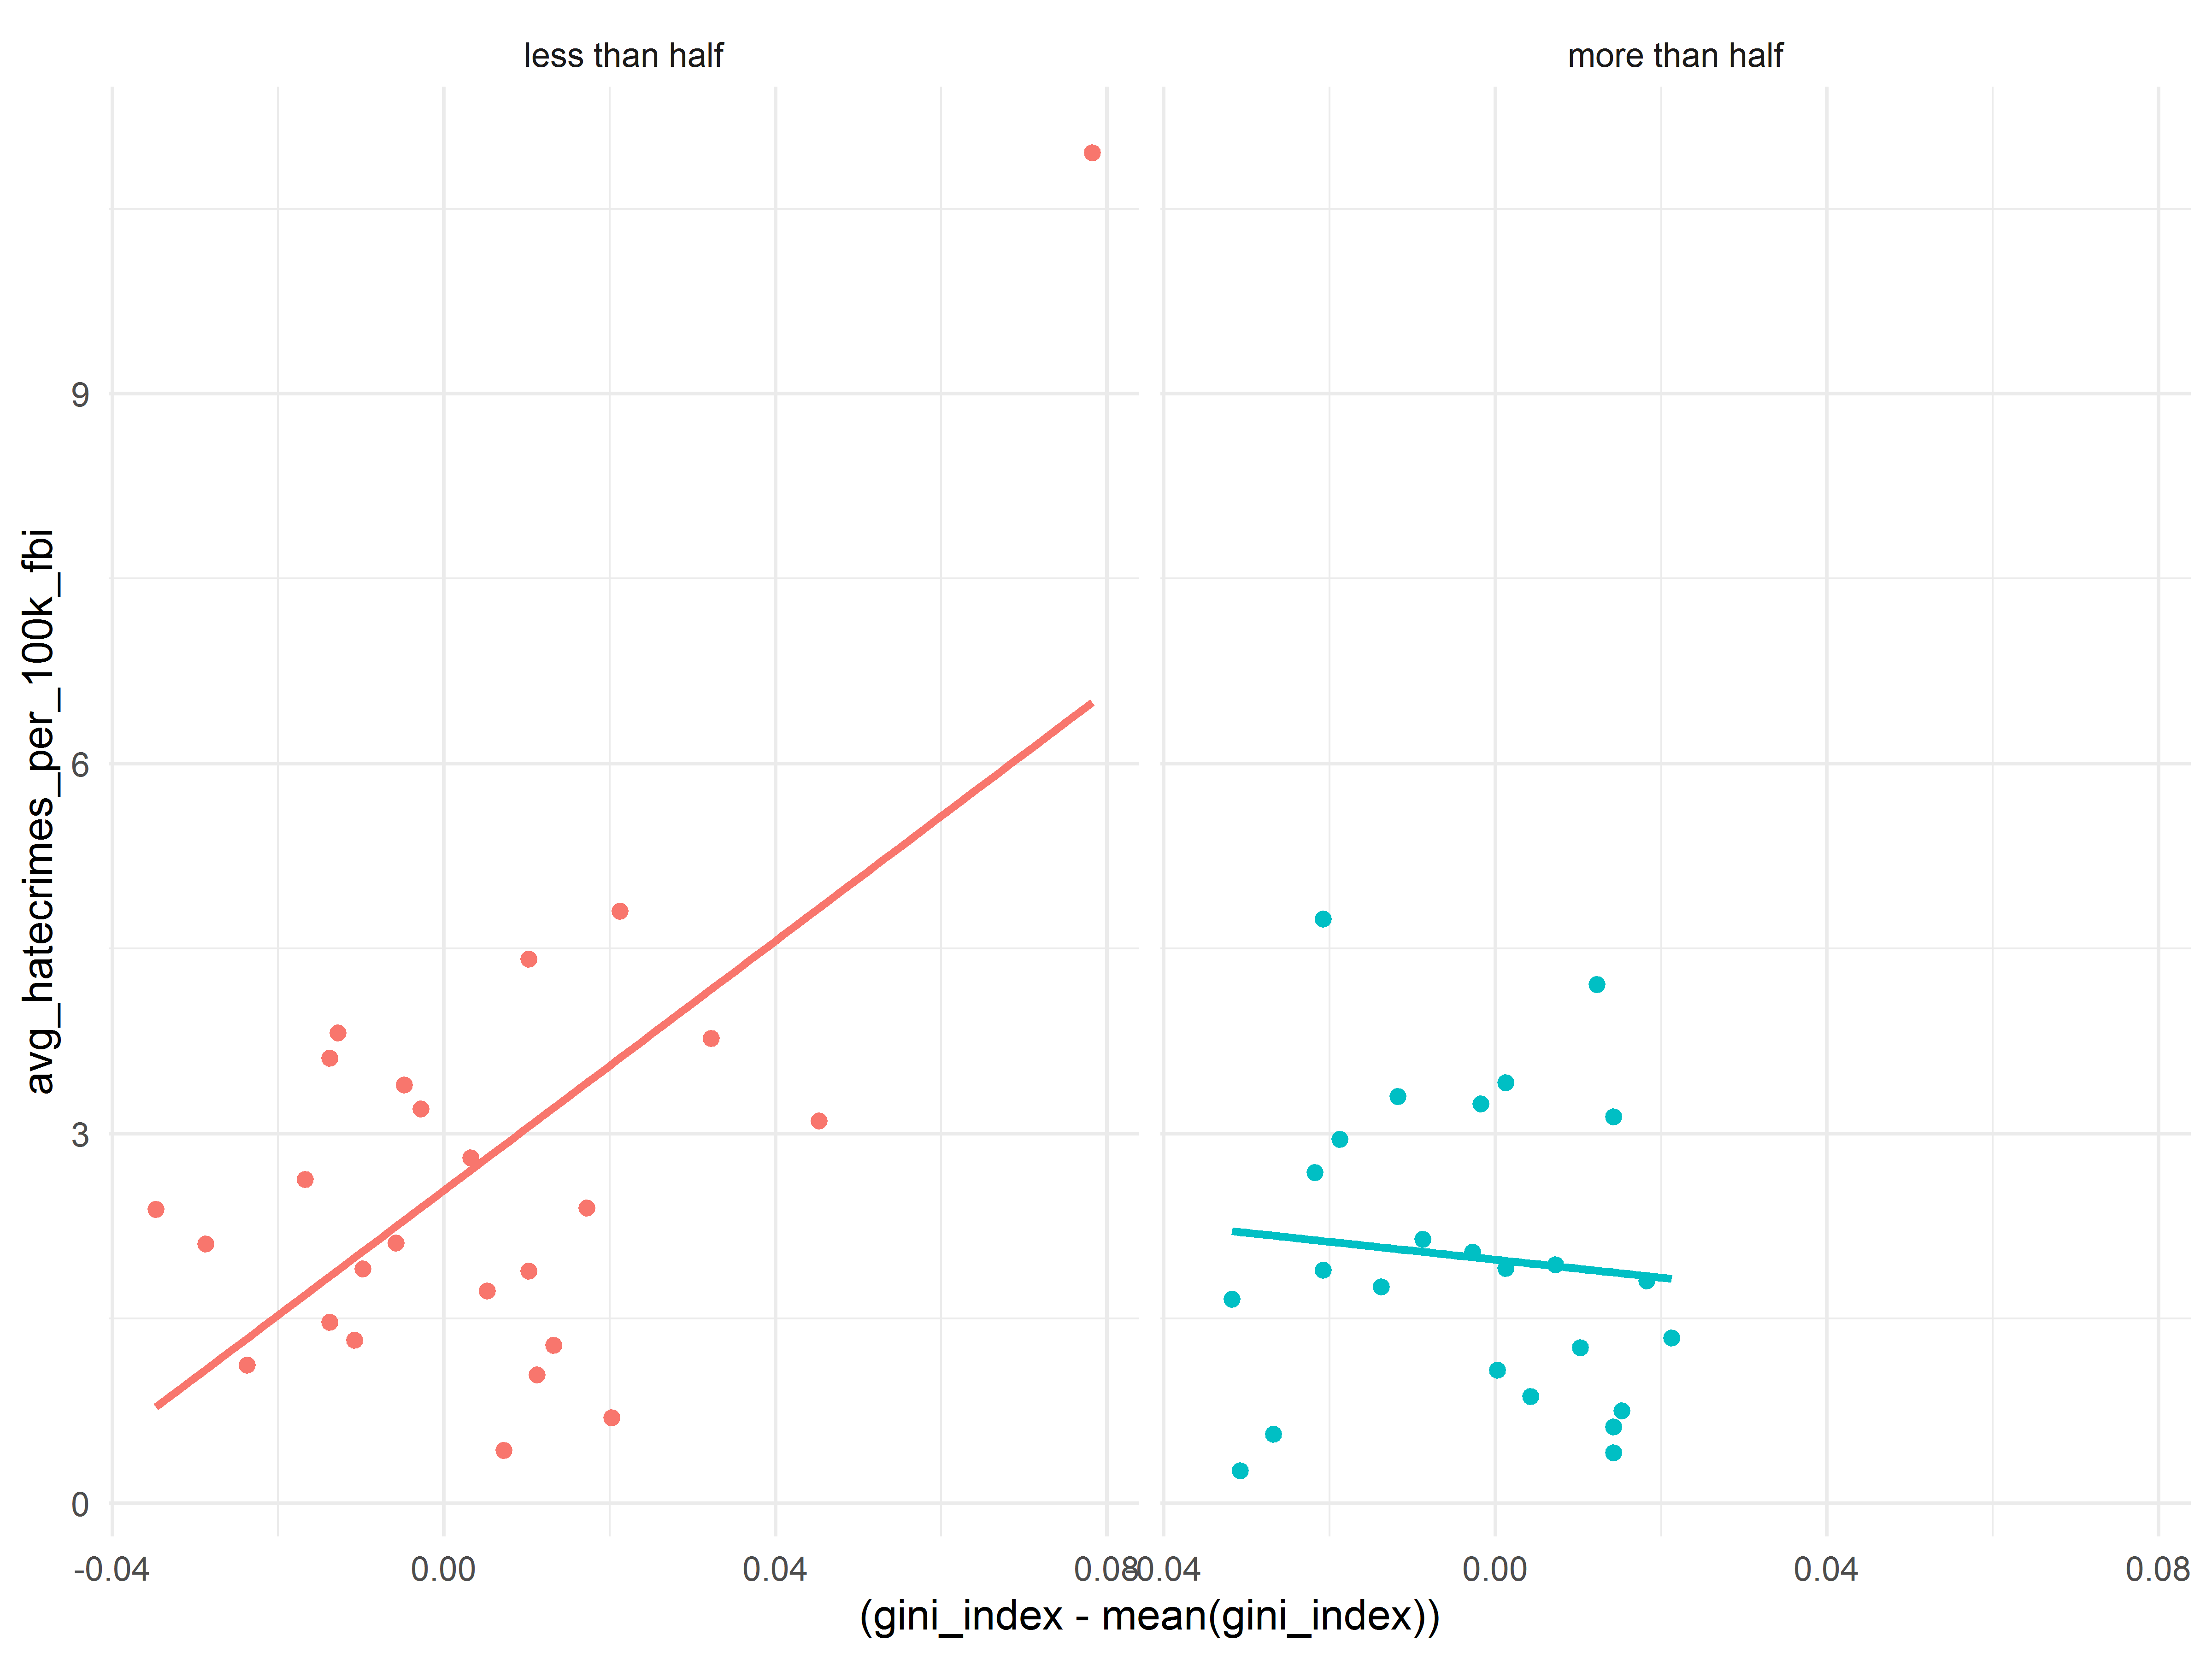 less than half more than half
avg_hatecrimes_per_100k_fbi
9
6
3
0
-0.04 0.00 0.04 0.08 -0.04 0.00 0.04 0.08
(gini_index - mean(gini_index))